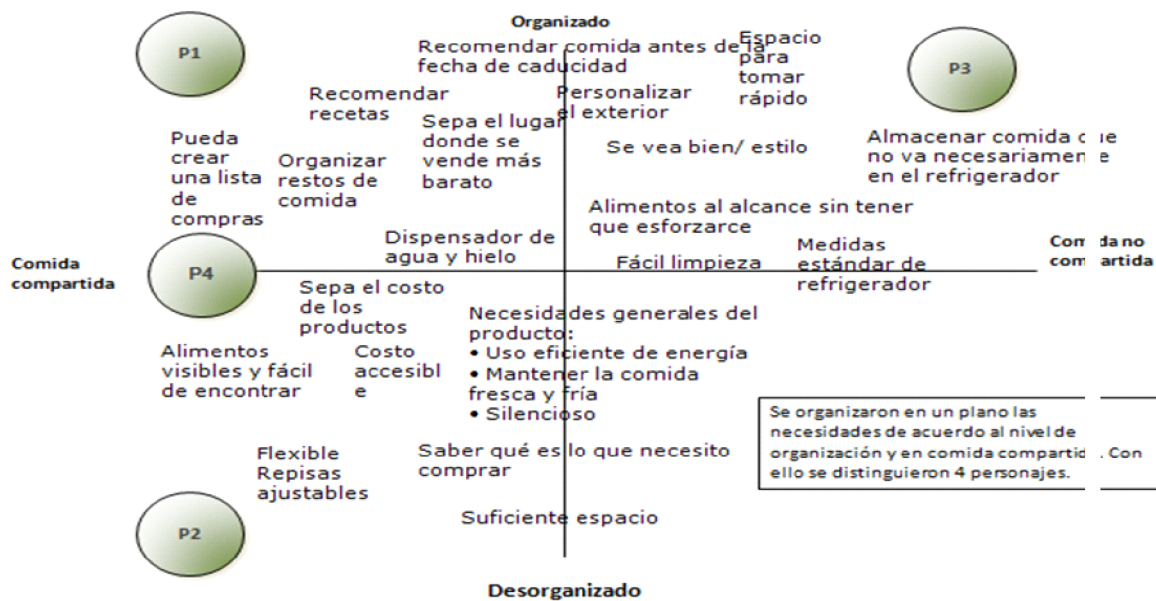 Organizado
P1
Recomendar comida antes de la
fecha de caducidad
Espacio
para
tomar
rápido
P3
Recomendar
recetas
Personalizar
el exterior
Pueda
crear
una lista
de
compras
Organizar
restos de
comida
Sepa el lugar
donde se
vende más
barato
Se vea bien/ estilo
Almacenar comida que
no va necesariamente
en el refrigerador
Alimentos al alcance sin tener
que esforzarce
Comida
compartida
P4
Dispensador de
agua y hielo
Fácil limpieza
Medidas
estándar de
refrigerador
Comida no
compartida
Sepa el costo
de los
productos
Necesidades generales del
producto:
• Uso eficiente de energía
• Mantener la comida
fresca y fría
• Silencioso
Alimentos
visibles y fácil
de encontrar
Costo
accesibl
e
Se organizaron en un plano las
necesidades de acuerdo al nivel de
organización y en comida compartida. Con
ello se distinguieron 4 personajes.
Flexible
Repisas
ajustables
Saber qué es lo que necesito
comprar
P2
Suficiente espacio
Desorganizado